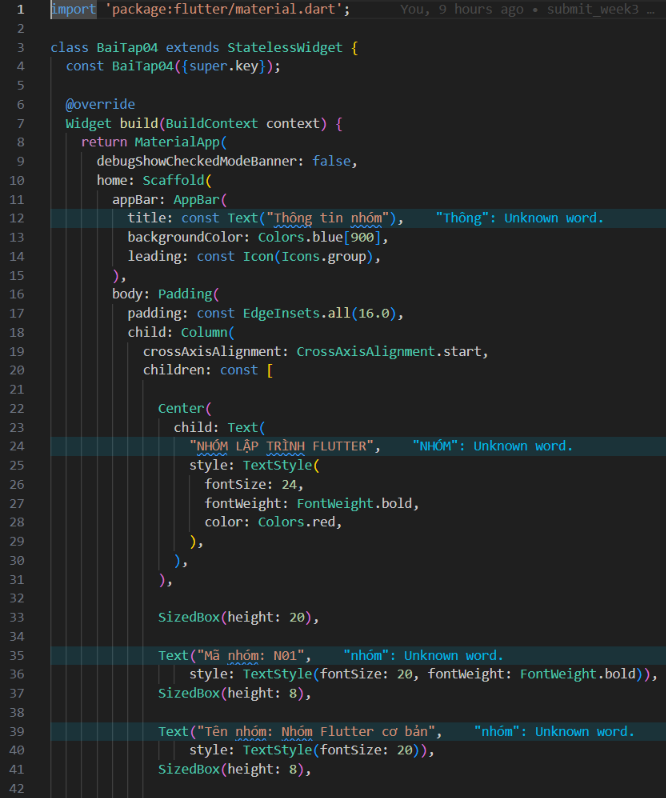 1 import 'package:flutter/material.dart'; You, 9 hours ago • submit_week3 …
2
3 class BaiTap04 extends StatelessWidget {
4 const BaiTap04({super.key});
5
6 @override
7 Widget build(BuildContext context) {
8 return MaterialApp(
9 debugShowCheckedModeBanner: false,
10 home: Scaffold(
11 appBar: AppBar(
12 title: const Text("Thông tin nhóm"), "Thông": Unknown word.
13 backgroundColor: Colors.blue[900],
14 leading: const Icon(Icons.group),
15 ),
16 body: Padding(
17 padding: const EdgeInsets.all(16.0),
18 child: Column(
19 crossAxisAlignment: CrossAxisAlignment.start,
20 children: const [
21
22 Center(
23 child: Text(
24 "NHÓM LẬP TRÌNH FLUTTER", "NHÓM": Unknown word.
25 style: TextStyle(
26 fontSize: 24,
27 fontWeight: FontWeight.bold,
28 color: Colors.red,
29 ),
30 ),
31 ),
32
33 SizedBox(height: 20),
34
35 Text("Mã nhóm: N01", "nhóm": Unknown word.
36 style: TextStyle(fontSize: 20, fontWeight: FontWeight.bold)),
37 SizedBox(height: 8),
38
39 Text("Tên nhóm: Nhóm Flutter cơ bản", "nhóm": Unknown word.
40 style: TextStyle(fontSize: 20)),
41 SizedBox(height: 8),
42